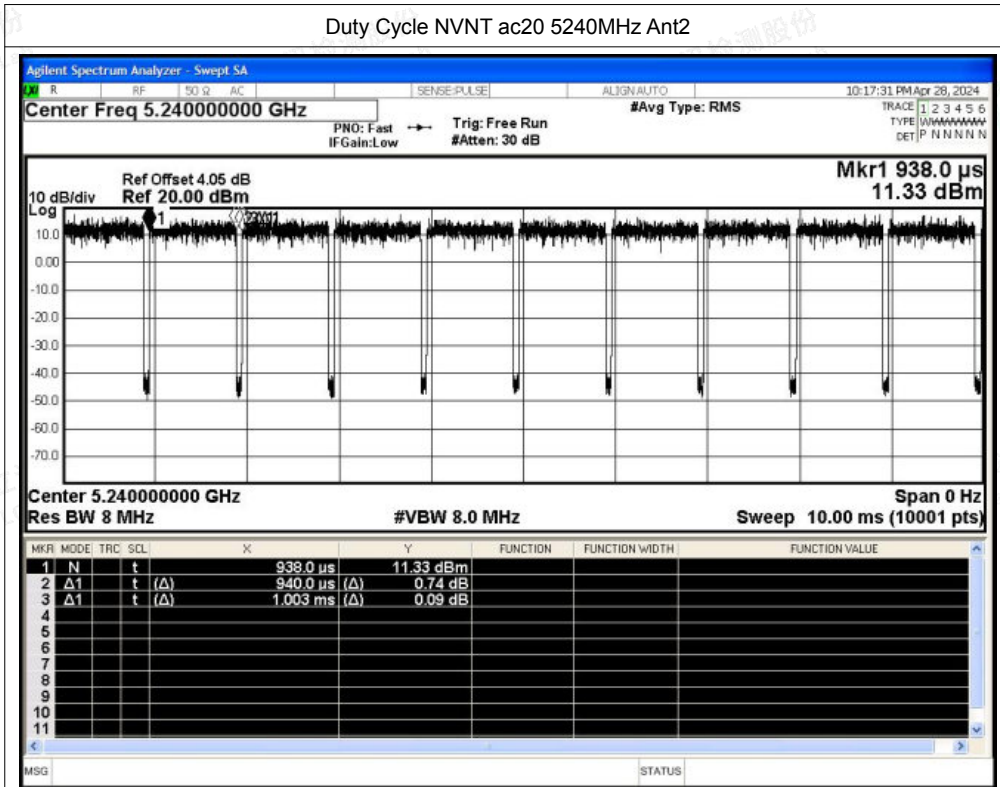 Duty Cycle NVNT ac20 5240MHz Ant2
检测股份
Agilent Spectrum Analyzer - Swept SA
R RF 50 Ω AC SENSE:PULSE ALIGN AUTO 10:17:31 PM Apr 28, 2024
Center Freq 5.240000000 GHz #Avg Type: RMS TRACE 1 2 3 4 5 6
PNO: Fast Trig: Free Run TYPE WWWWWW
IFGain:Low #Atten: 30 dB DET P N N N N N
Mkr1 938.0 µs
Ref Offset 4.05 dB
10 dB/div Ref 20.00 dBm 11.33 dBm
Log
1
10.0
0.00
-10.0
-20.0
-30.0
-40.0
-50.0
-60.0
-70.0
Center 5.240000000 GHz Span 0 Hz
Res BW 8 MHz #VBW 8.0 MHz Sweep 10.00 ms (10001 pts)
MKR MODE TRC SCL X Y FUNCTION FUNCTION WIDTH FUNCTION VALUE
1 N t 938.0 µs 11.33 dBm
2 Δ1 t (Δ) 940.0 µs (Δ) 0.74 dB
3 Δ1 t (Δ) 1.003 ms (Δ) 0.09 dB
4
5
6
7
8
9
10
11
MSG STATUS